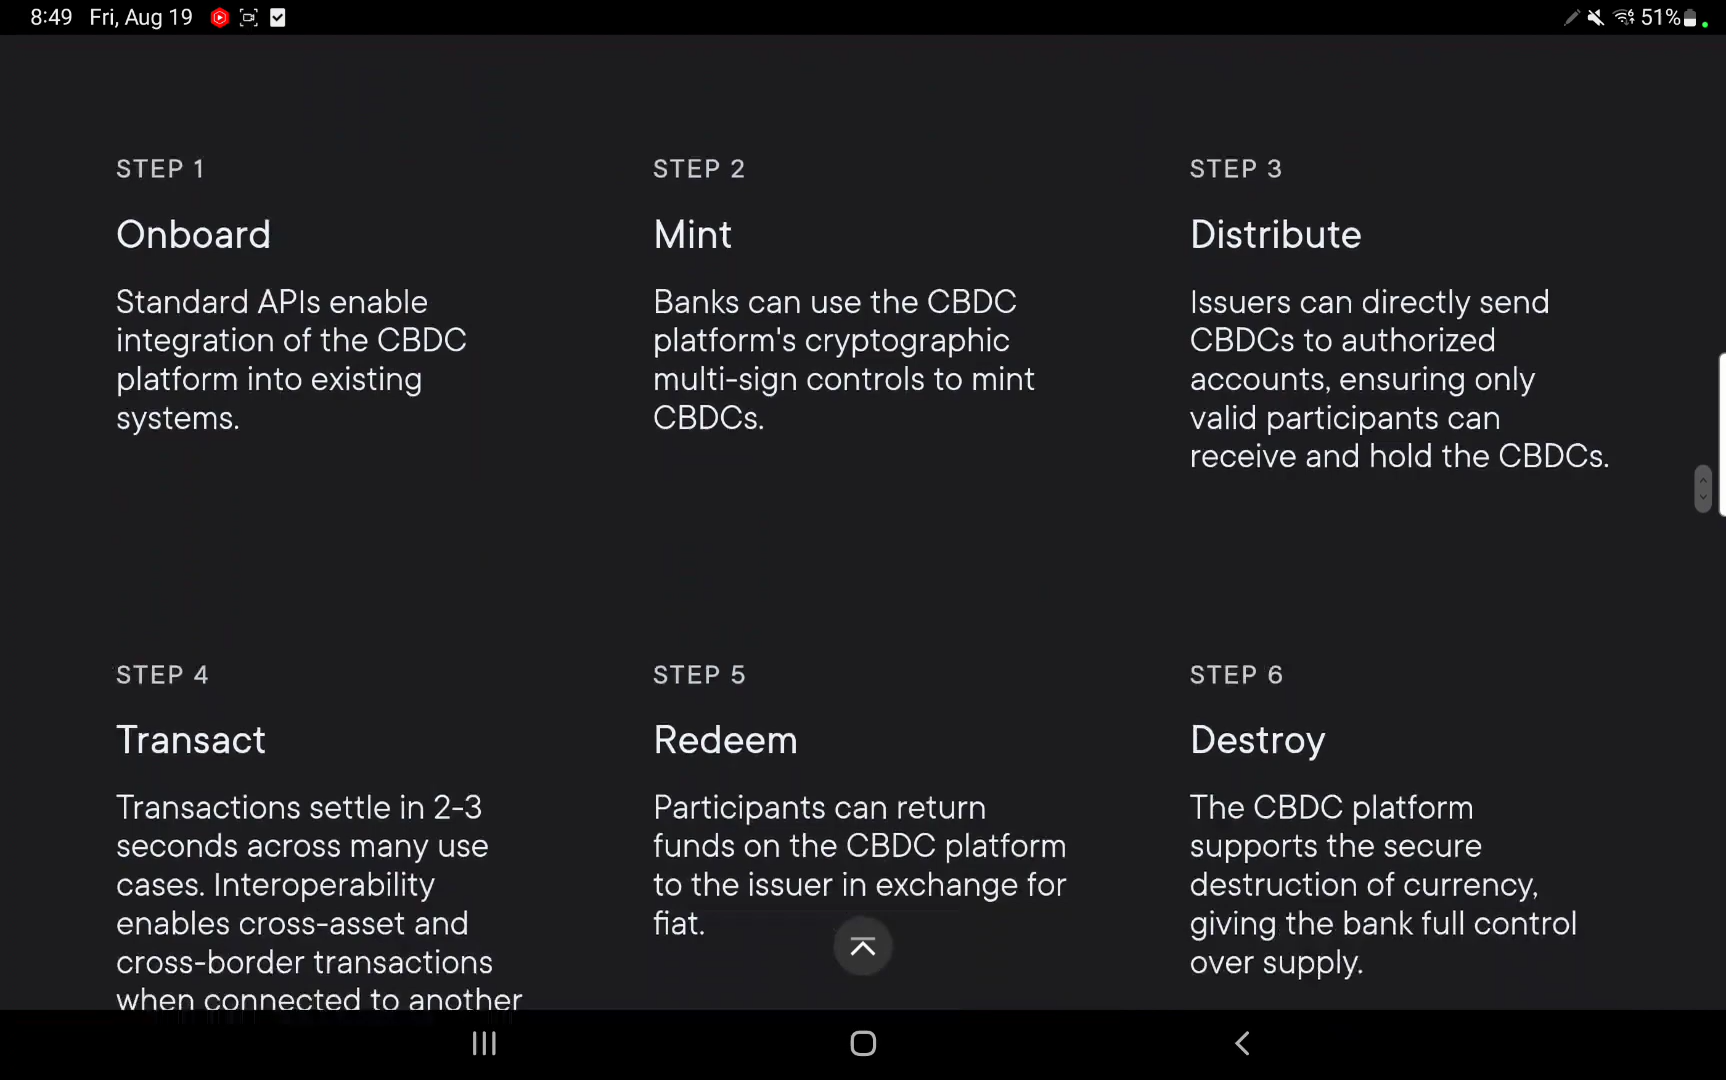 8:49 Fri, Aug 19
51%
STEP 1
Onboard
Standard APIs enable
integration of the CBDC
platform into existing
systems.
STEP 2
Mint
Banks can use the CBDC
platform's cryptographic
multi-sign controls to mint
CBDCs.
STEP 3
Distribute
Issuers can directly send
CBDCs to authorized
accounts, ensuring only
valid participants can
receive and hold the CBDCs.
STEP 4
Transact
Transactions settle in 2-3
seconds across many use
cases. Interoperability
enables cross-asset and
cross-border transactions
when connected to another
STEP 5
Redeem
Participants can return
funds on the CBDC platform
to the issuer in exchange for
fiat.
STEP 6
Destroy
The CBDC platform
supports the secure
destruction of currency,
giving the bank full control
over supply.